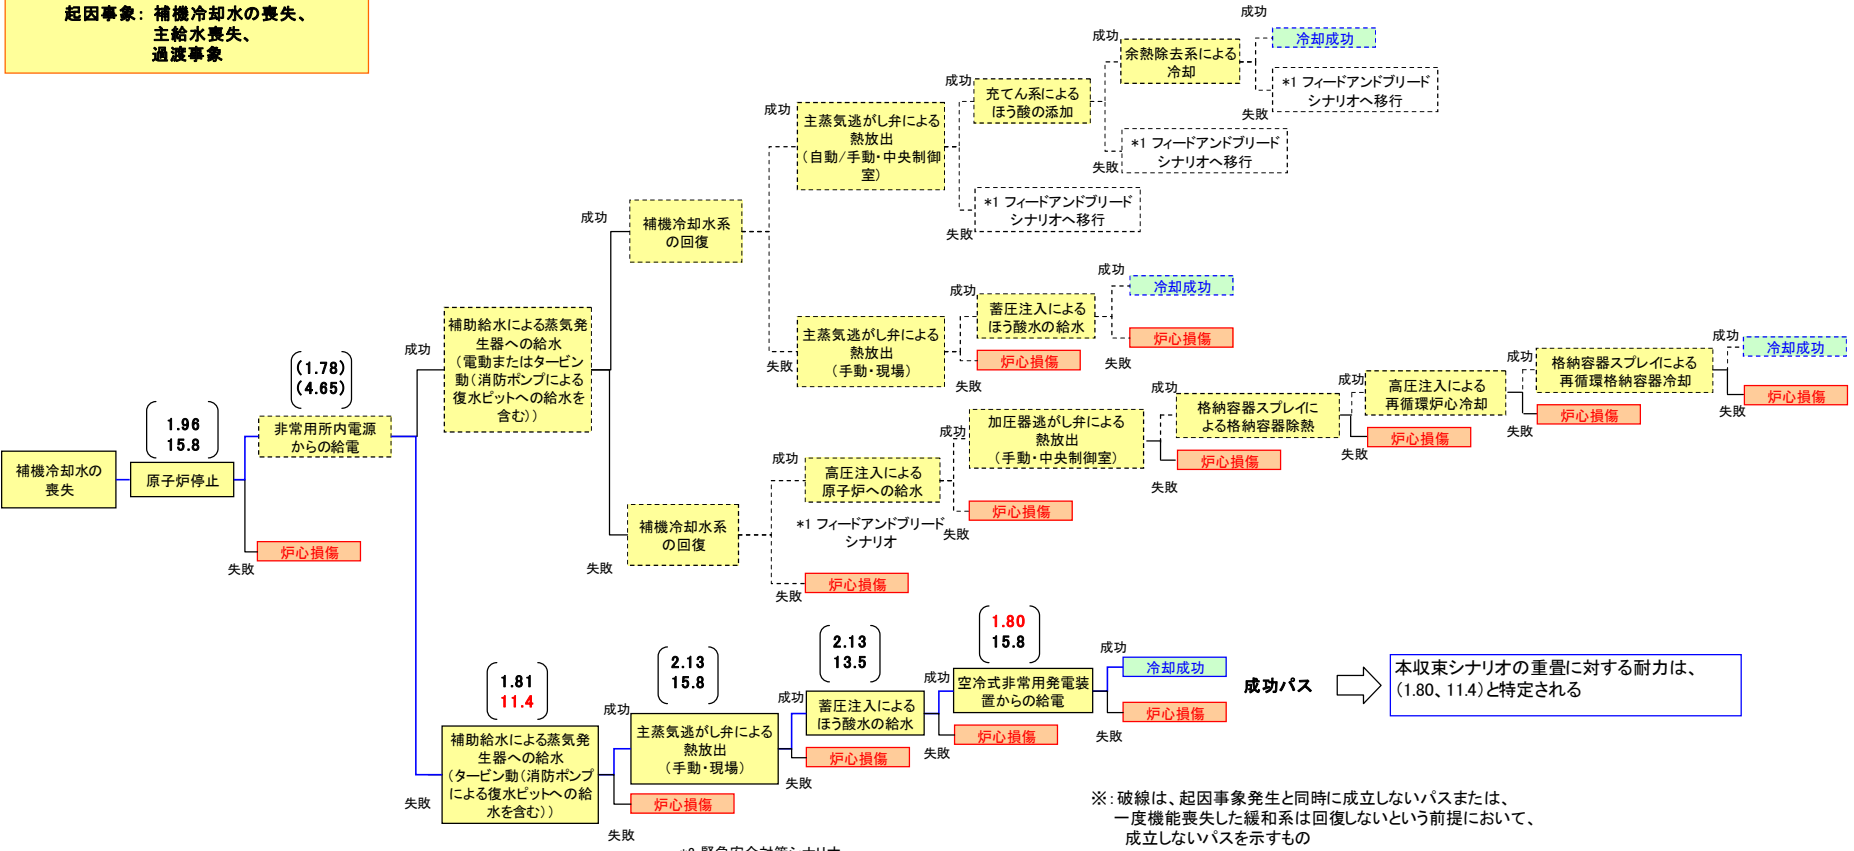 起因事象: 補機冷却水の喪失、
主給水喪失、
過渡事象
補機冷却水の
喪失
1.96
15.8
原子炉停止
失敗
炉心損傷
(1.78)
(4.65)
非常用所内電源
からの給電
成功
補助給水による蒸気発
生器への給水
(電動またはタービン
動(消防ポンプによる
復水ピットへの給水を
含む))
成功
補機冷却水系
の回復
成功
主蒸気逃がし弁による
熱放出
(自動/手動・中央制御
室)
成功
充てん系による
ほう酸の添加
成功
余熱除去系による
冷却
成功
冷却成功
*1 フィードアンドブリード
シナリオへ移行
失敗
*1 フィードアンドブリード
シナリオへ移行
失敗
*1 フィードアンドブリード
シナリオへ移行
失敗
失敗
主蒸気逃がし弁による
熱放出
(手動・現場)
成功
蓄圧注入による
ほう酸水の給水
成功
冷却成功
炉心損傷
失敗
炉心損傷
失敗
失敗
補機冷却水系
の回復
成功
高圧注入による
原子炉への給水
*1 フィードアンドブリード
シナリオ
成功
加圧器逃がし弁による
熱放出
(手動・中央制御室)
成功
格納容器スプレイに
よる格納容器除熱
成功
高圧注入による
再循環炉心冷却
成功
格納容器スプレイによる
再循環格納容器冷却
成功
冷却成功
炉心損傷
失敗
炉心損傷
失敗
炉心損傷
失敗
炉心損傷
失敗
炉心損傷
失敗
炉心損傷
失敗
失敗
1.81
11.4
補助給水による蒸気発
生器への給水
(タービン動(消防ポンプ
による復水ピットへの給
水を含む))
成功
2.13
15.8
主蒸気逃がし弁による
熱放出
(手動・現場)
炉心損傷
失敗
成功
2.13
13.5
蓄圧注入による
ほう酸水の給水
炉心損傷
失敗
成功
1.80
15.8
空冷式非常用発電装
置からの給電
炉心損傷
失敗
成功
冷却成功
炉心損傷
失敗
成功パス
本収束シナリオの重畳に対する耐力は、
(1.80、11.4)と特定される
※:破線は、起因事象発生と同時に成立しないパスまたは、
一度機能喪失した緩和系は回復しないという前提において、
成立しないパスを示すもの